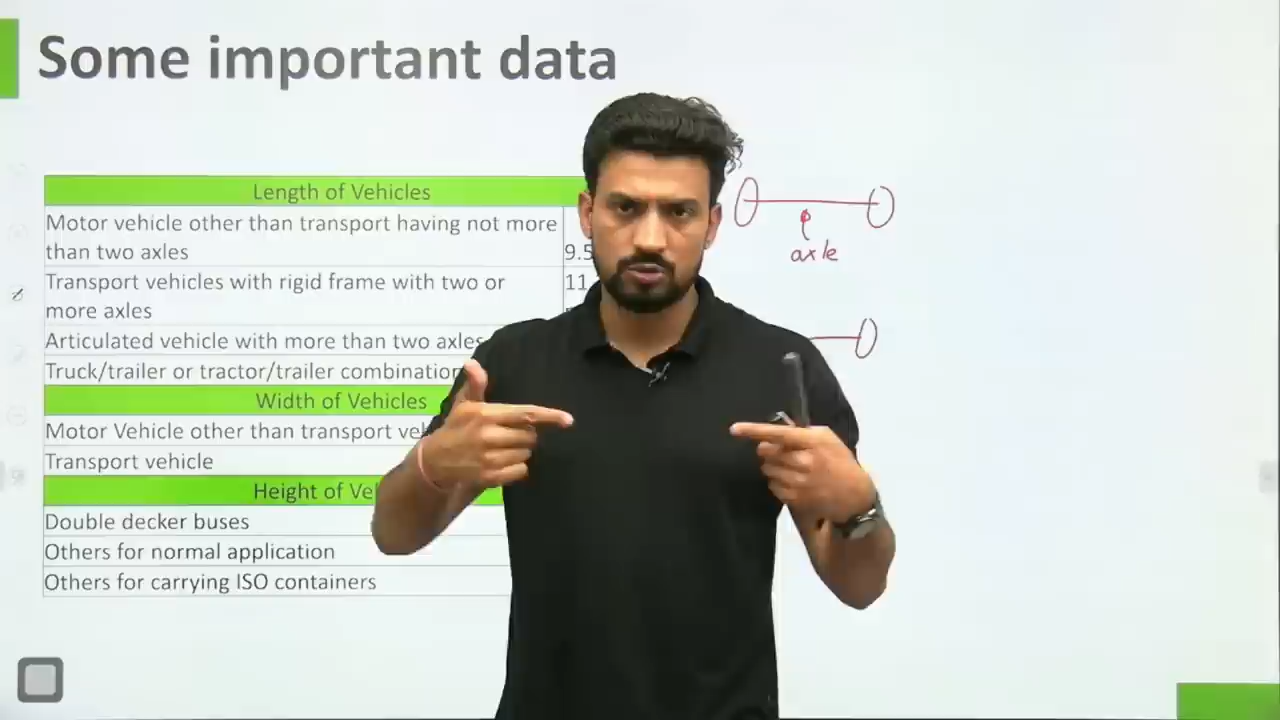 Some important data
Length of Vehicles
Motor vehicle other than transport having not more
than two axles
9.5
Transport vehicles with rigid frame with two or
11
more axles
Articulated vehicle with more than two axles
Truck/trailer or tractor/trailer combination
Width of Vehicles
Motor Vehicle other than transport
Transport vehicle
Height of
Double decker buses
Others for normal application
Others for carrying ISO containers
axle